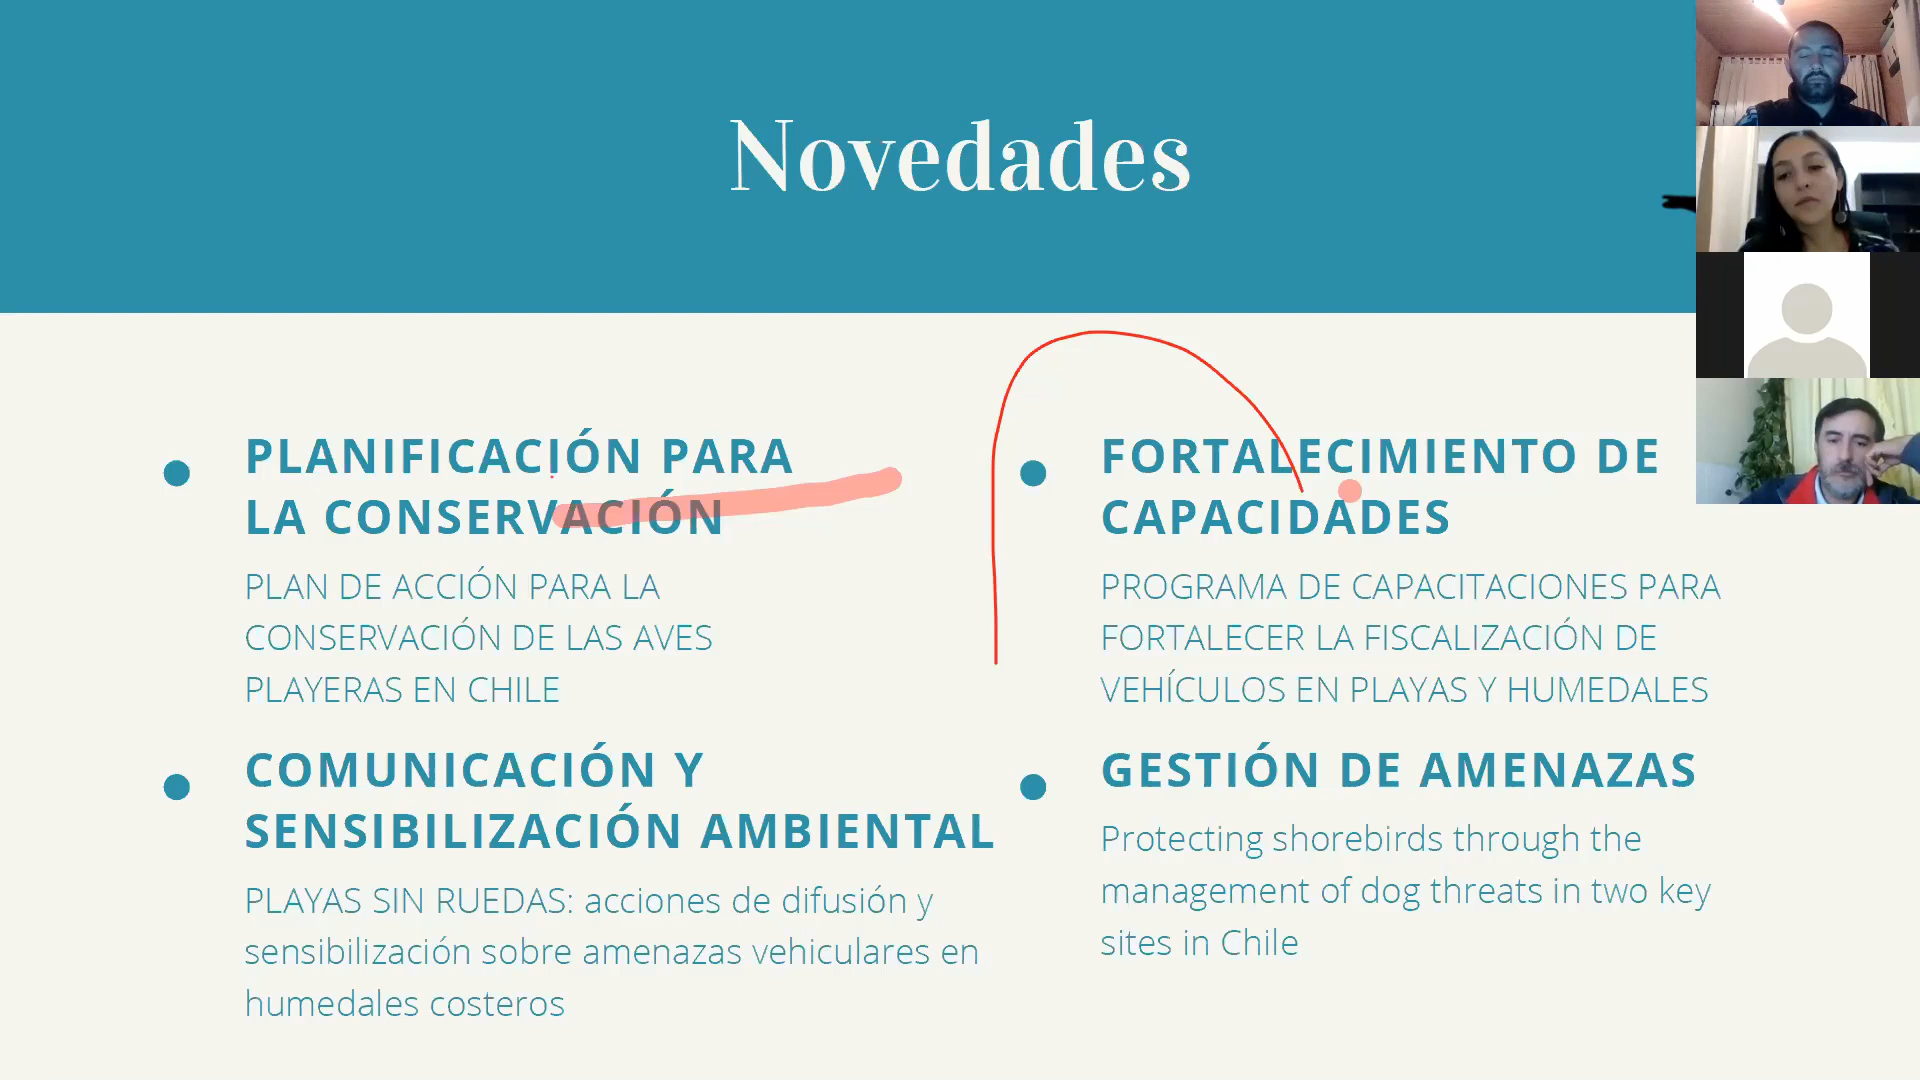 Novedades
PLANIFICACIÓN PARA
LA CONSERVACIÓN
PLAN DE ACCIÓN PARA LA
CONSERVACIÓN DE LAS AVES
PLAYERAS EN CHILE
COMUNICACIÓN Y
SENSIBILIZACIÓN AMBIENTAL
PLAYAS SIN RUEDAS: acciones de difusión y
sensibilización sobre amenazas vehiculares en
humedales costeros
FORTALECIMIENTO DE
CAPACIDADES
PROGRAMA DE CAPACITACIONES PARA
FORTALECER LA FISCALIZACIÓN DE
VEHÍCULOS EN PLAYAS Y HUMEDALES
GESTIÓN DE AMENAZAS
Protecting shorebirds through the
management of dog threats in two key
sites in Chile